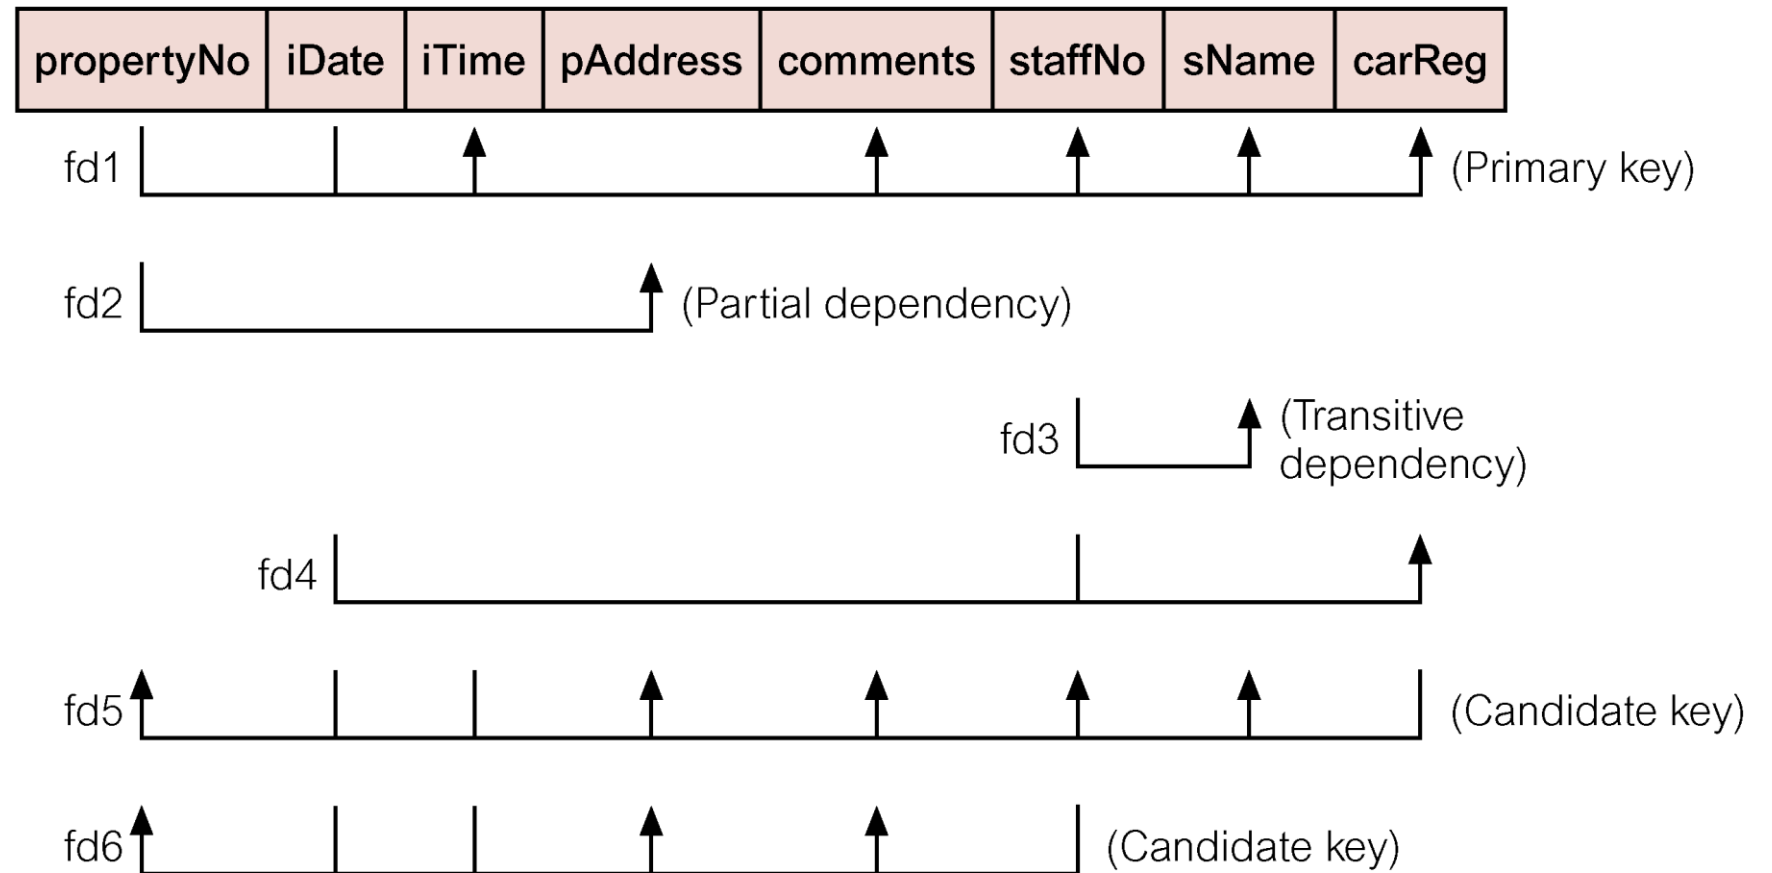 propertyNo iDate iTime pAddress comments staffNo sName carReg
fd1 (Primary key)
fd2 (Partial dependency)
fd3 (Transitive
dependency)
fd4
fd5 (Candidate key)
fd6 (Candidate key)